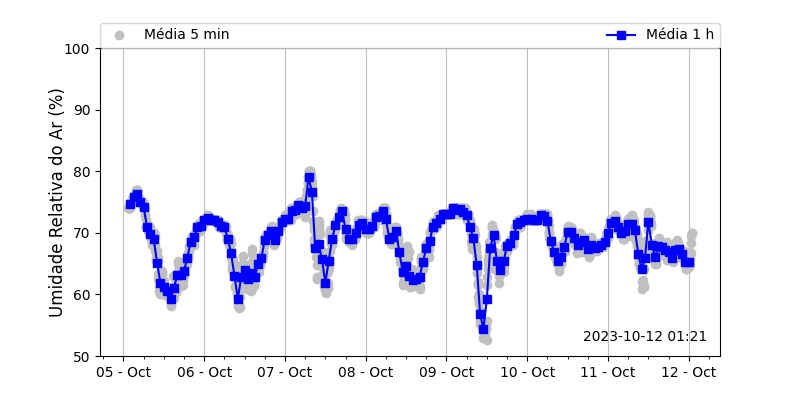 Média 5 min
Média 1 h
Umidade Relativa do Ar (%)
100
90
80
70
60
50
2023-10-12 01:21
05 - Oct
06 - Oct
07 - Oct
08 - Oct
09 - Oct
10 - Oct
11 - Oct
12 - Oct